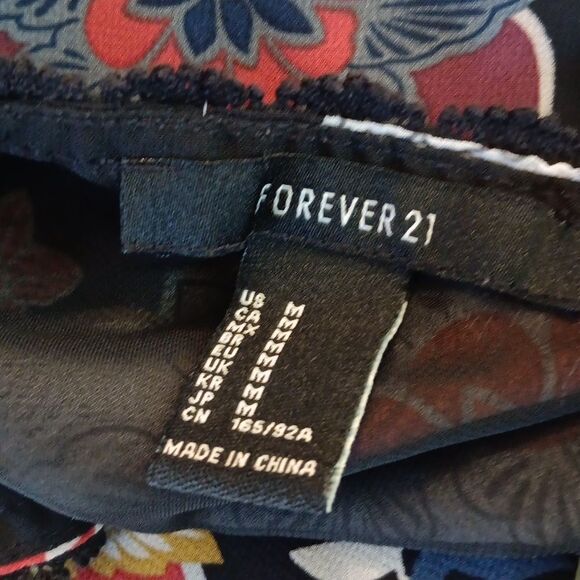 FOREVER 21
US M
CA M
MX M
BR M
EU M
UK M
KR M
JP M
CN 165/92A
MADE IN CHINA